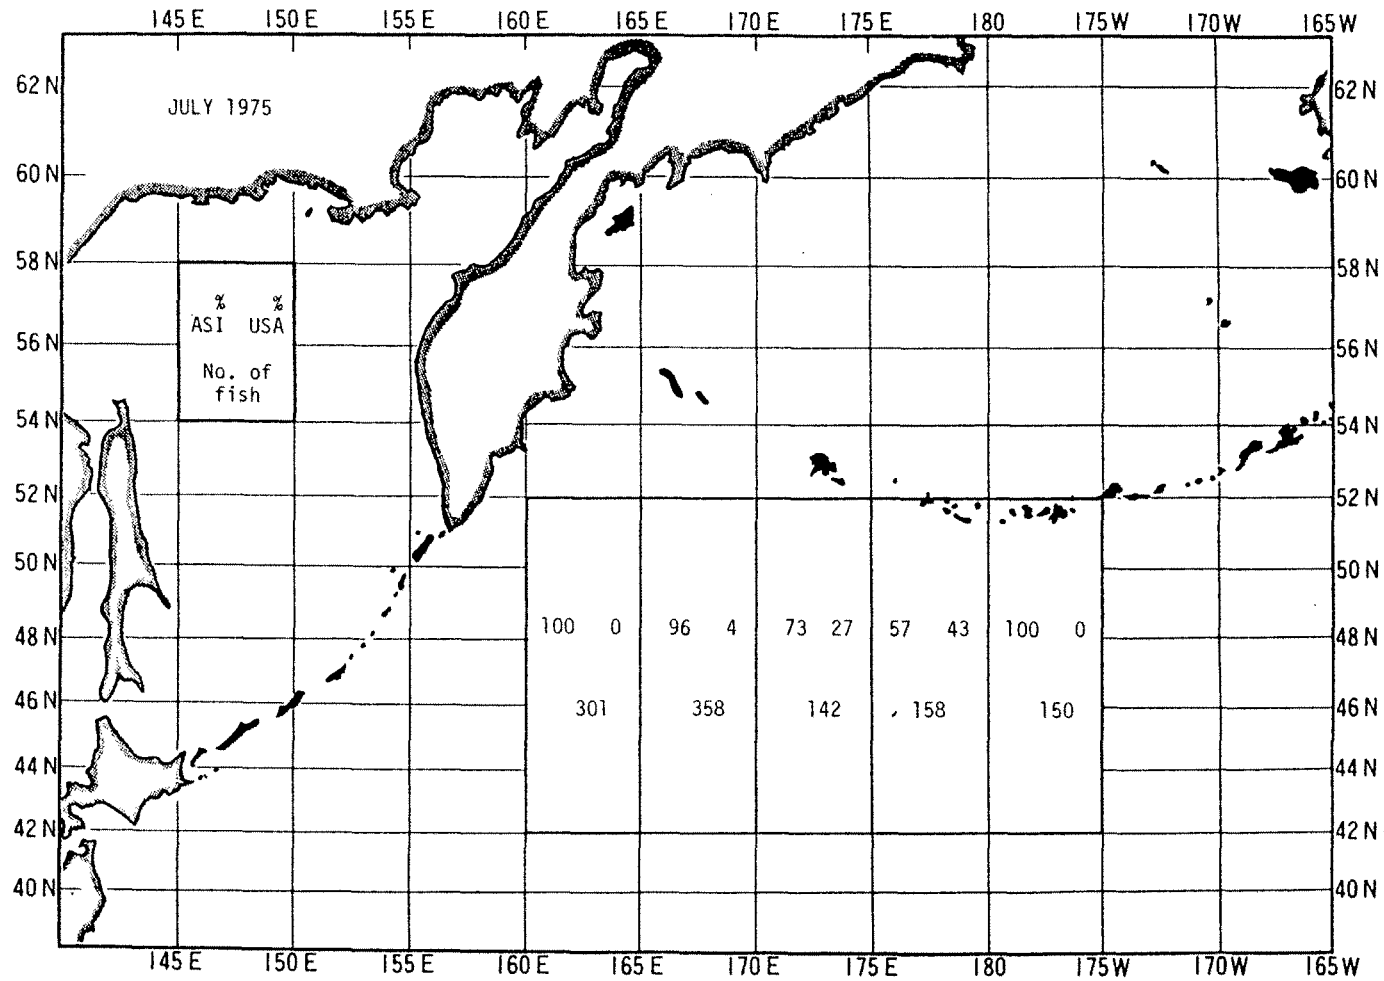 145 E 150 E 155 E 160 E 165 E 170 E 175 E 180 175 W 170 W 165 W
62 N 62 N
JULY 1975
60 N 60 N
58 N 58 N
% %
ASI USA
56 N 56 N
No. of
fish
54 N 54 N
52 N 52 N
50 N 50 N
100 0 96 4 73 27 57 43 100 0
48 N 48 N
301 358 142 158 150
46 N 46 N
44 N 44 N
42 N 42 N
40 N 40 N
145 E 150 E 155 E 160 E 165 E 170 E 175 E 180 175 W 170 W 165 W